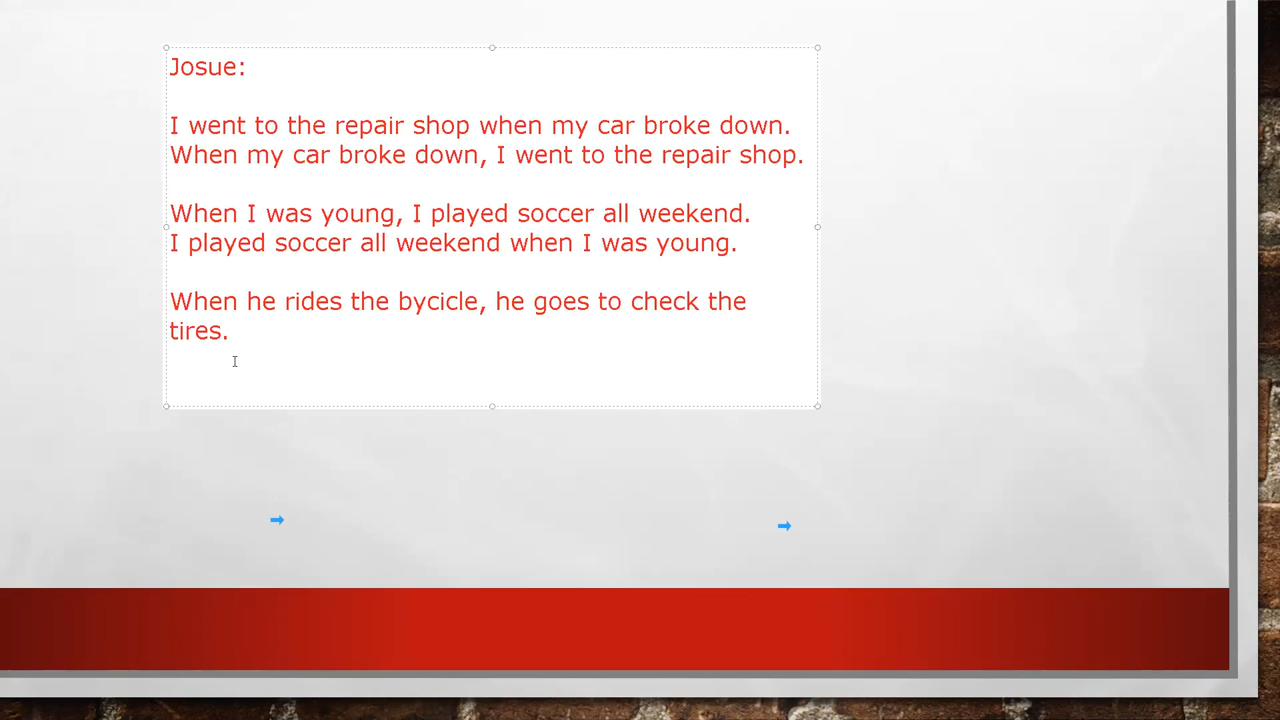 Josue:
I went to the repair shop when my car broke down.
When my car broke down, I went to the repair shop.
When I was young, I played soccer all weekend.
I played soccer all weekend when I was young.
When he rides the bycicle, he goes to check the
tires.